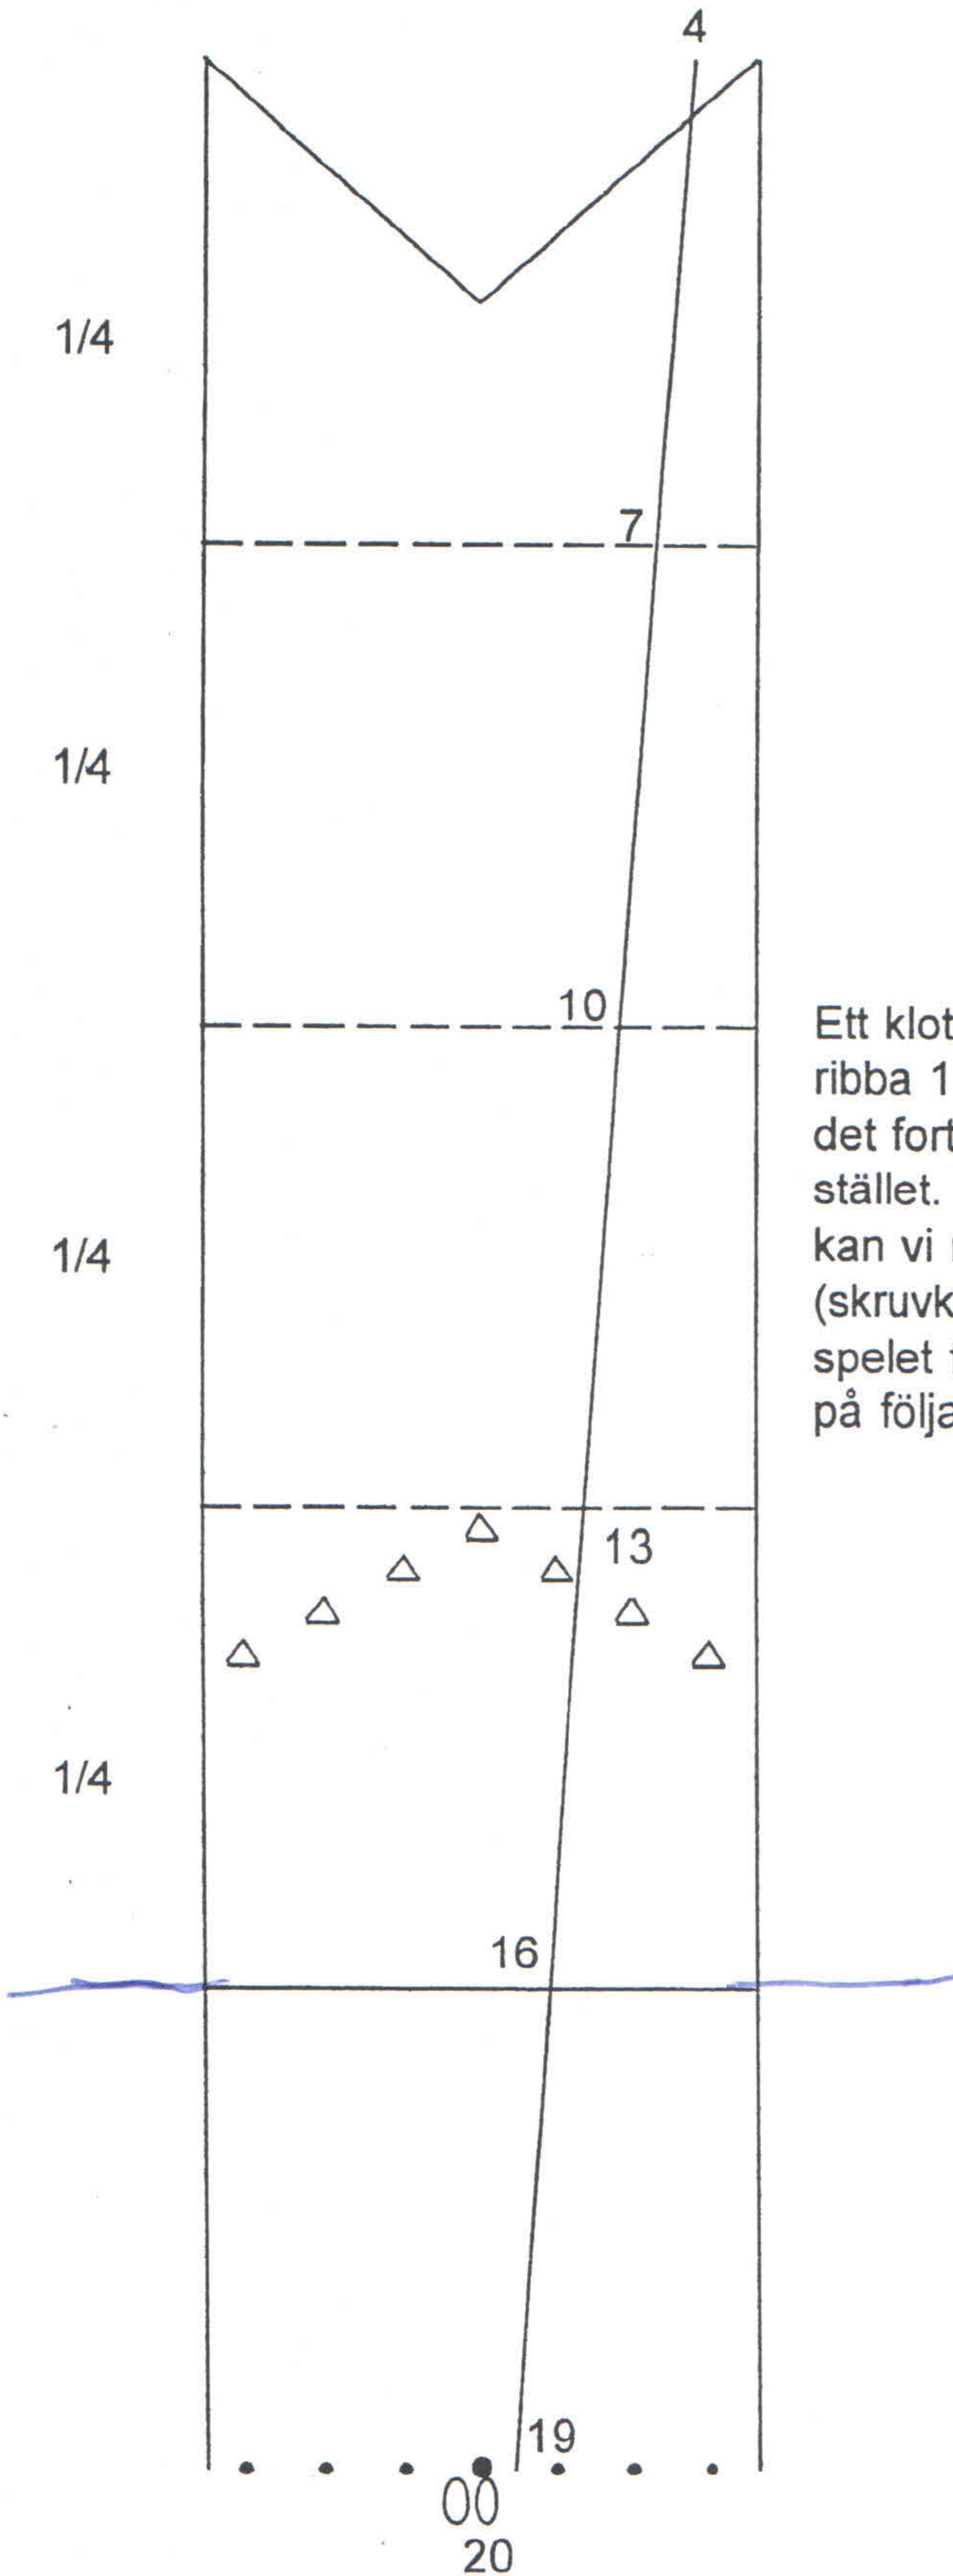 4
1/4
7
1/4
10
Ett klot
ribba 1
det fort
stället.
kan vi
(skruvk
spelet
på följa
1/4
13
1/4
16
19
00
20